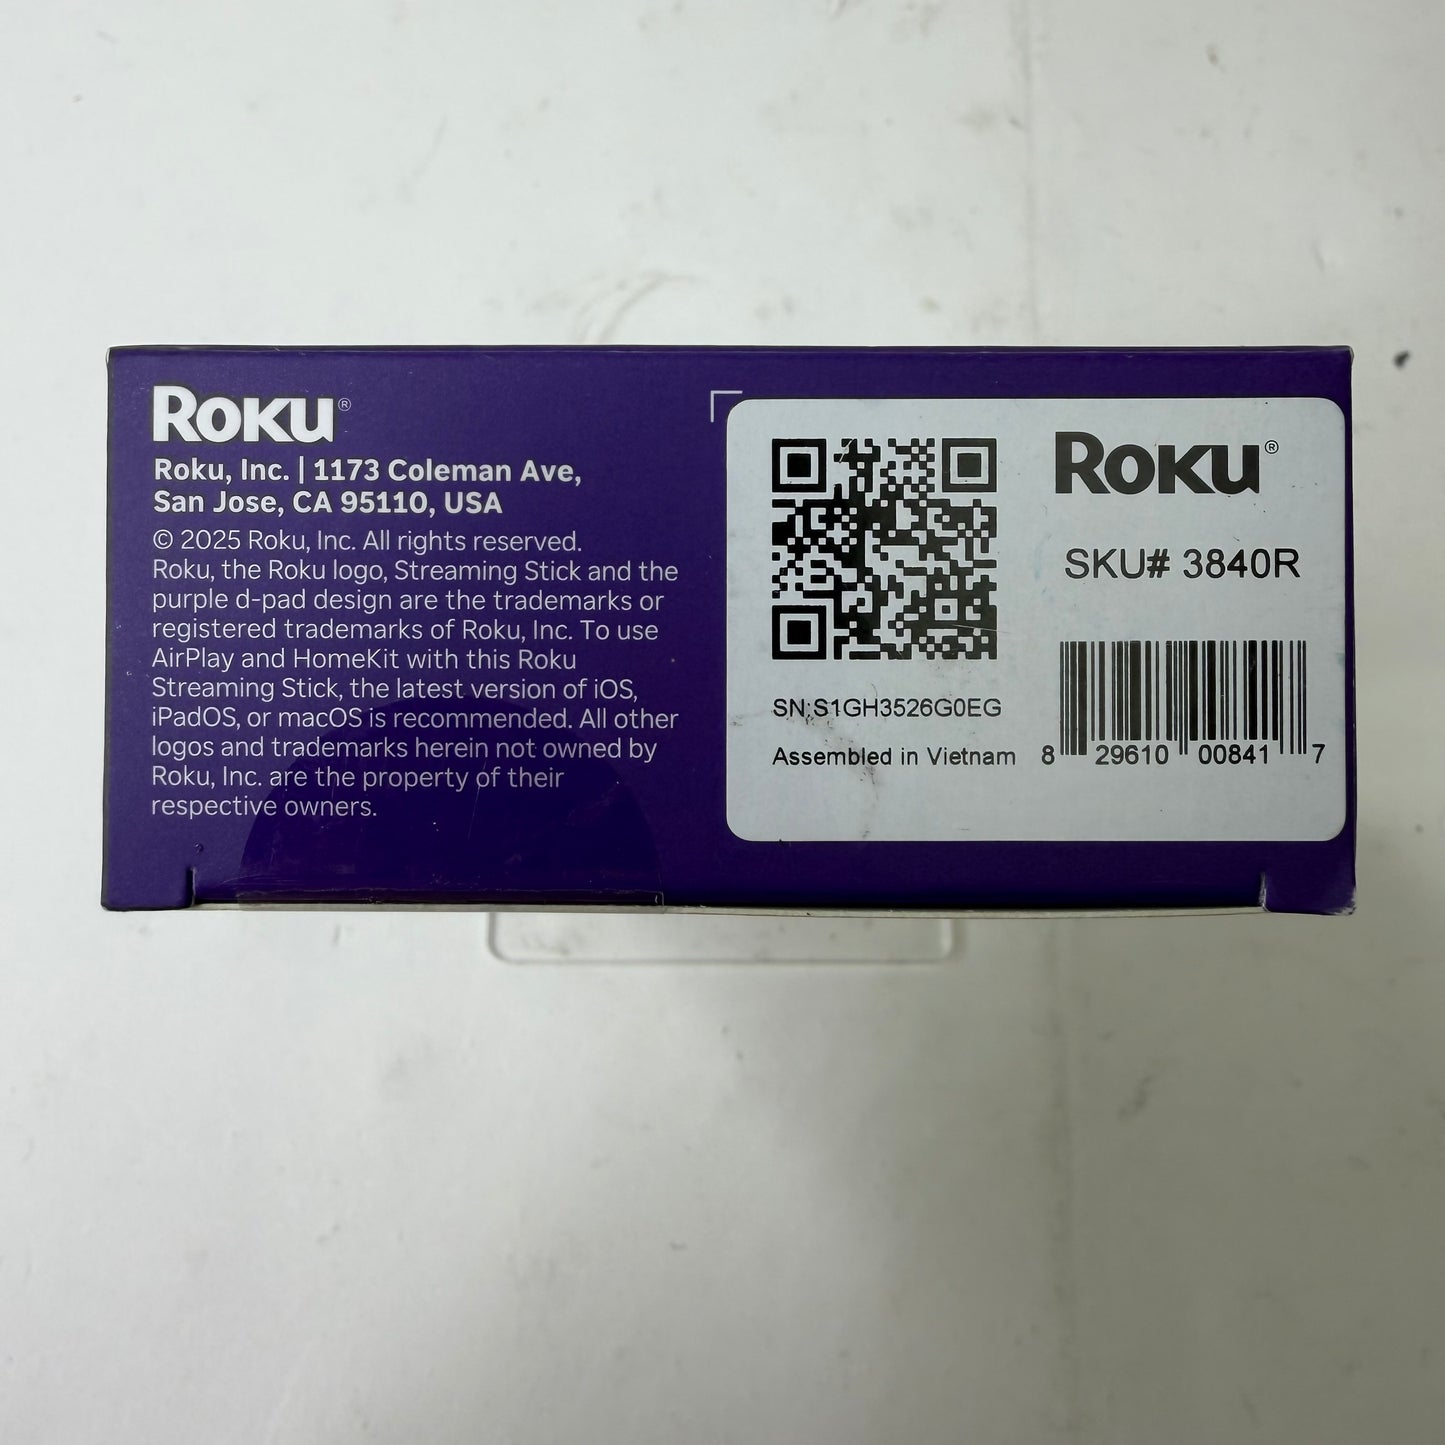 Roku®
Roku, Inc. | 1173 Coleman Ave,
San Jose, CA 95110, USA
© 2025 Roku, Inc. All rights reserved.
Roku, the Roku logo, Streaming Stick and the
purple d-pad design are the trademarks or
registered trademarks of Roku, Inc. To use
AirPlay and HomeKit with this Roku
Streaming Stick, the latest version of iOS,
iPadOS, or macOS is recommended. All other
logos and trademarks herein not owned by
Roku, Inc. are the property of their
respective owners.
Roku®
SKU# 3840R
SN:S1GH3526G0EG
Assembled in Vietnam
8 29610 00841 7